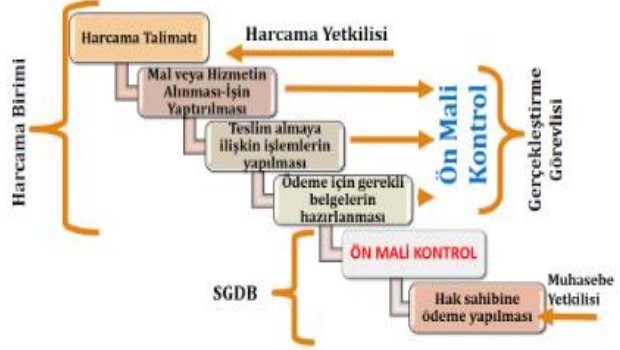 Harcama Birimi
Harcama Talimatı
Harcama Yetkilisi
Mal veya Hizmetin
Alınması-İşin
Yaptırılması
Teslim almaya
ilişkin işlemlerin
yapılması
Ödeme için gerekli
belgelerin
hazırlanması
Ön Mali
Kontrol
Gerçekleştirme
Görevlisi
SGDB
ÖN MALİ KONTROL
Hak sahibine
ödeme yapılması
Muhasebe
Yetkilisi